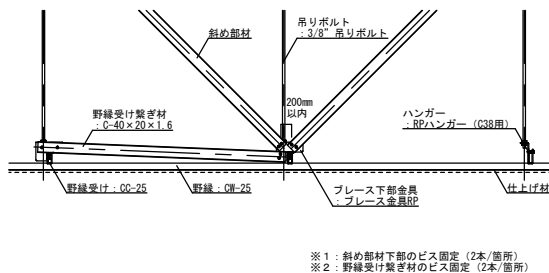 斜め部材
吊りボルト
：3/8”吊りボルト
野縁受け繋ぎ材
：C-40×20×1.6
200mm
以内
ハンガー
：RPハンガー（C38用）
野縁受け：CC-25
野縁：CW-25
ブレース下部金具
：ブレース金具RP
仕上げ材
※１：斜め部材下部のビス固定（2本/箇所）
※２：野縁受け繋ぎ材のビス固定（2本/箇所）